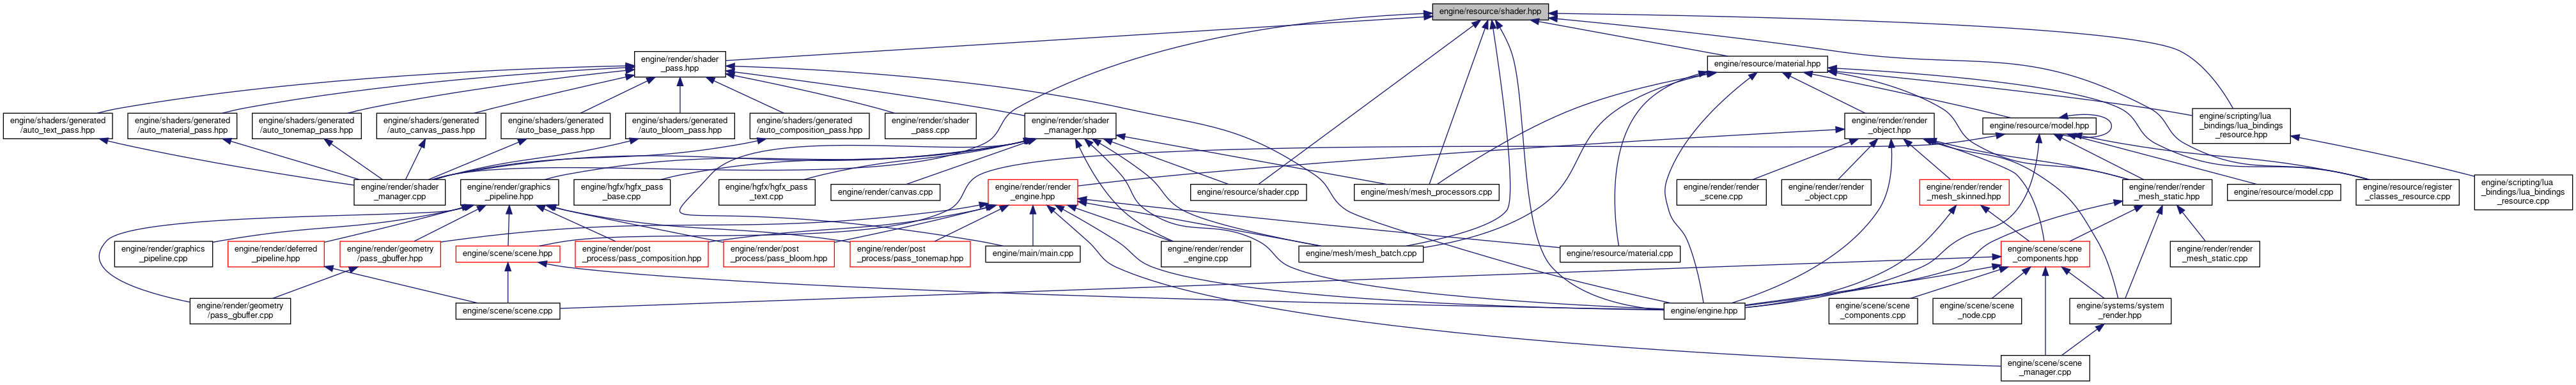 engine/resource/shader.hpp
engine/render/shader
_pass.hpp
engine/resource/material.hpp
engine/shaders/generated
/auto_text_pass.hpp
engine/shaders/generated
/auto_material_pass.hpp
engine/shaders/generated
/auto_tonemap_pass.hpp
engine/shaders/generated
/auto_canvas_pass.hpp
engine/shaders/generated
/auto_base_pass.hpp
engine/shaders/generated
/auto_bloom_pass.hpp
engine/shaders/generated
/auto_composition_pass.hpp
engine/render/shader
_pass.cpp
engine/render/shader
_manager.hpp
engine/render/render
_object.hpp
engine/resource/model.hpp
engine/scripting/lua
_bindings/lua_bindings
_resource.hpp
engine/render/shader
_manager.cpp
engine/render/graphics
_pipeline.hpp
engine/hgfx/hgfx_pass
_base.cpp
engine/hgfx/hgfx_pass
_text.cpp
engine/render/canvas.cpp
engine/render/render
_engine.hpp
engine/resource/shader.cpp
engine/mesh/mesh_processors.cpp
engine/render/render
_scene.cpp
engine/render/render
_object.cpp
engine/render/render
_mesh_skinned.hpp
engine/render/render
_mesh_static.hpp
engine/resource/model.cpp
engine/resource/register
_classes_resource.cpp
engine/scripting/lua
_bindings/lua_bindings
_resource.cpp
engine/render/graphics
_pipeline.cpp
engine/render/deferred
_pipeline.hpp
engine/render/geometry
/pass_gbuffer.hpp
engine/scene/scene.hpp
engine/render/post
_process/pass_composition.hpp
engine/render/post
_process/pass_bloom.hpp
engine/render/post
_process/pass_tonemap.hpp
engine/main/main.cpp
engine/render/render
_engine.cpp
engine/mesh/mesh_batch.cpp
engine/resource/material.cpp
engine/scene/scene
_components.hpp
engine/render/render
_mesh_static.cpp
engine/render/geometry
/pass_gbuffer.cpp
engine/scene/scene.cpp
engine/engine.hpp
engine/scene/scene
_components.cpp
engine/scene/scene
_node.cpp
engine/systems/system
_render.hpp
engine/scene/scene
_manager.cpp